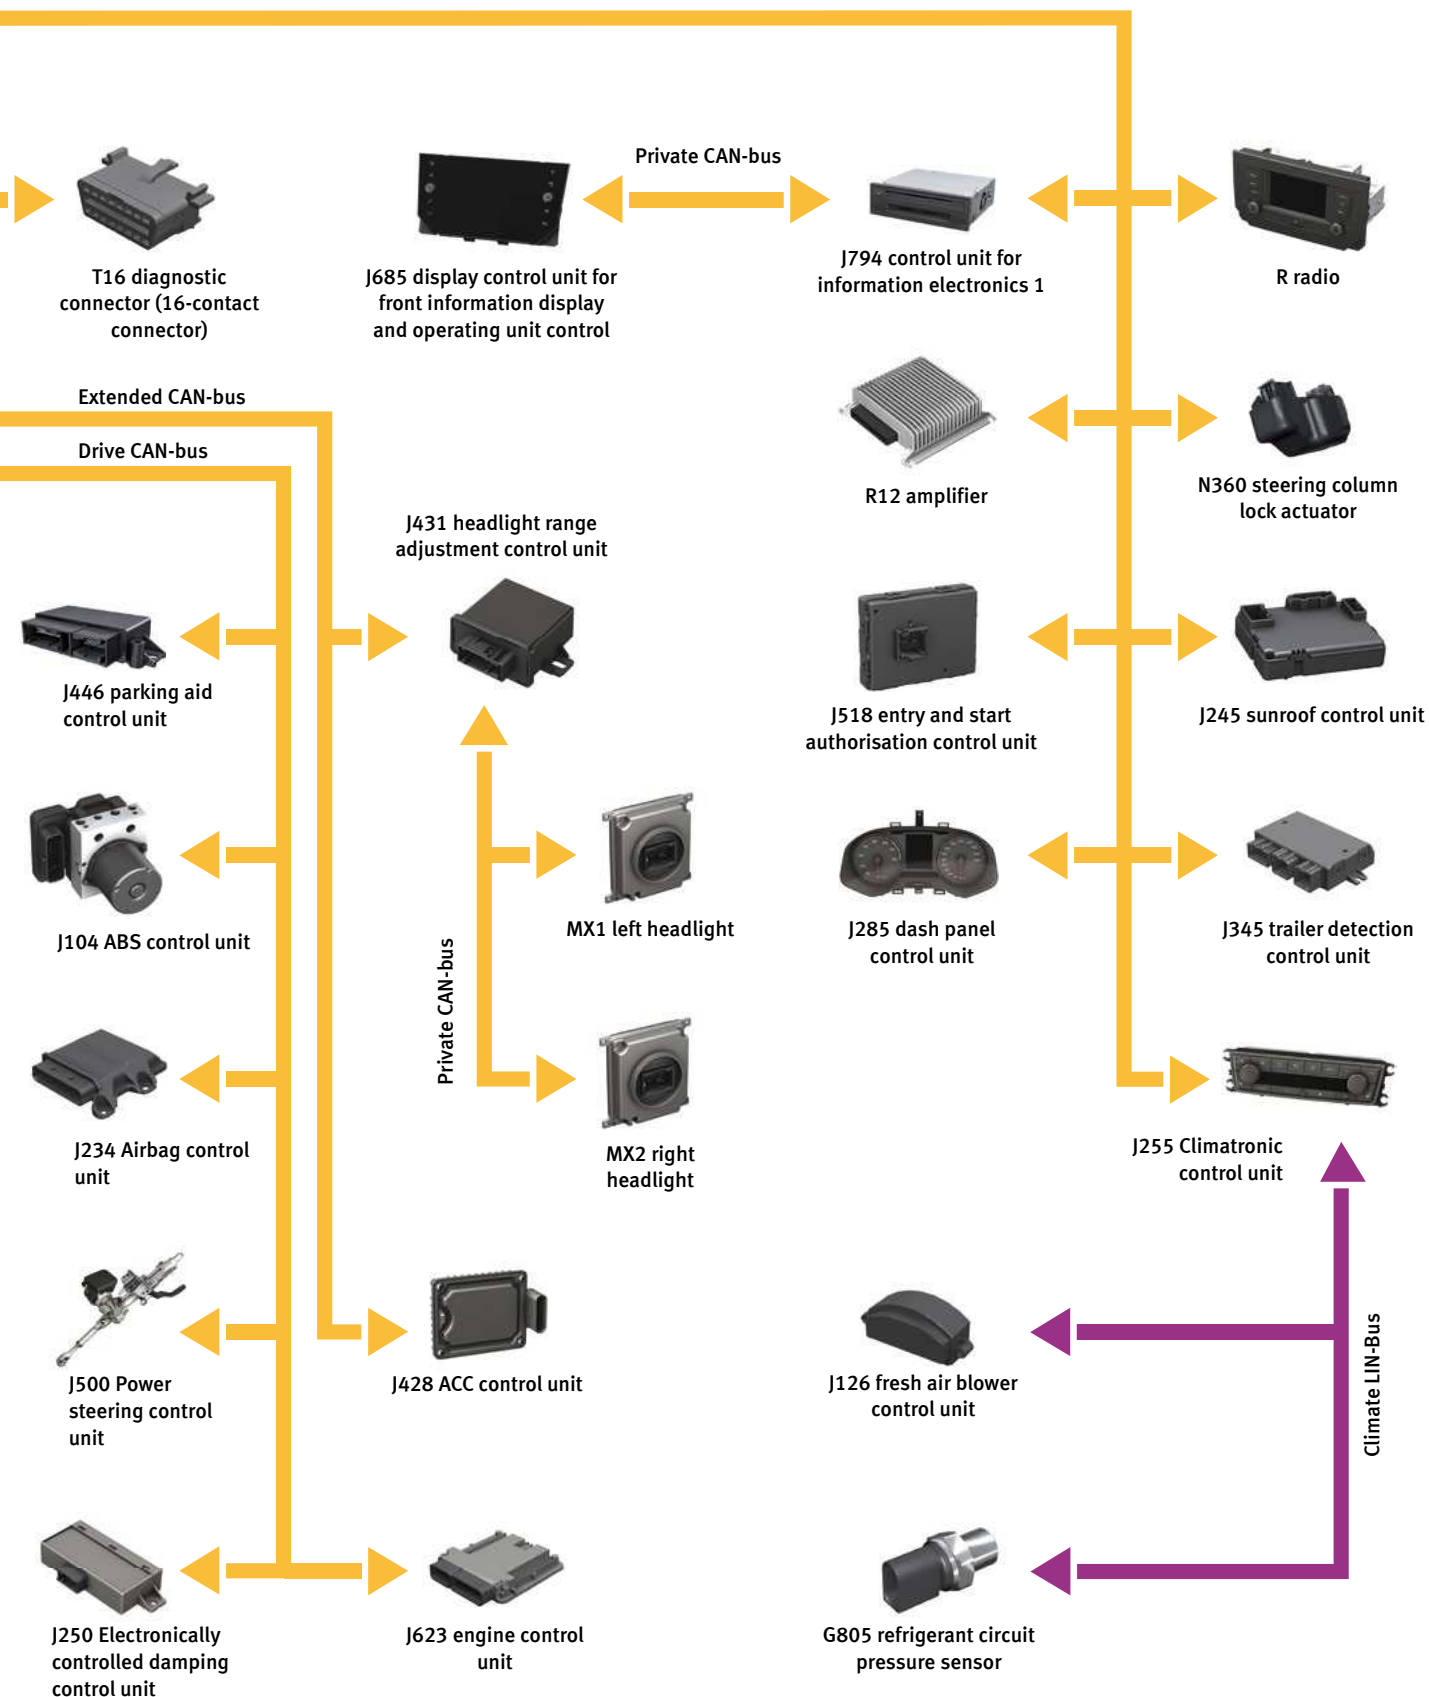 Private CAN-bus
T16 diagnostic
connector (16-contact
connector)
J685 display control unit for
front information display
and operating unit control
J794 control unit for
information electronics 1
R radio
Extended CAN-bus
Drive CAN-bus
R12 amplifier
N360 steering column
lock actuator
J431 headlight range
adjustment control unit
J446 parking aid
control unit
J518 entry and start
authorisation control unit
J245 sunroof control unit
J104 ABS control unit
MX1 left headlight
J285 dash panel
control unit
J345 trailer detection
control unit
Private CAN-bus
J234 Airbag control
unit
MX2 right
headlight
J255 Climatronic
control unit
J500 Power
steering control
unit
J428 ACC control unit
J126 fresh air blower
control unit
Climate LIN-Bus
J250 Electronically
controlled damping
control unit
J623 engine control
unit
G805 refrigerant circuit
pressure sensor